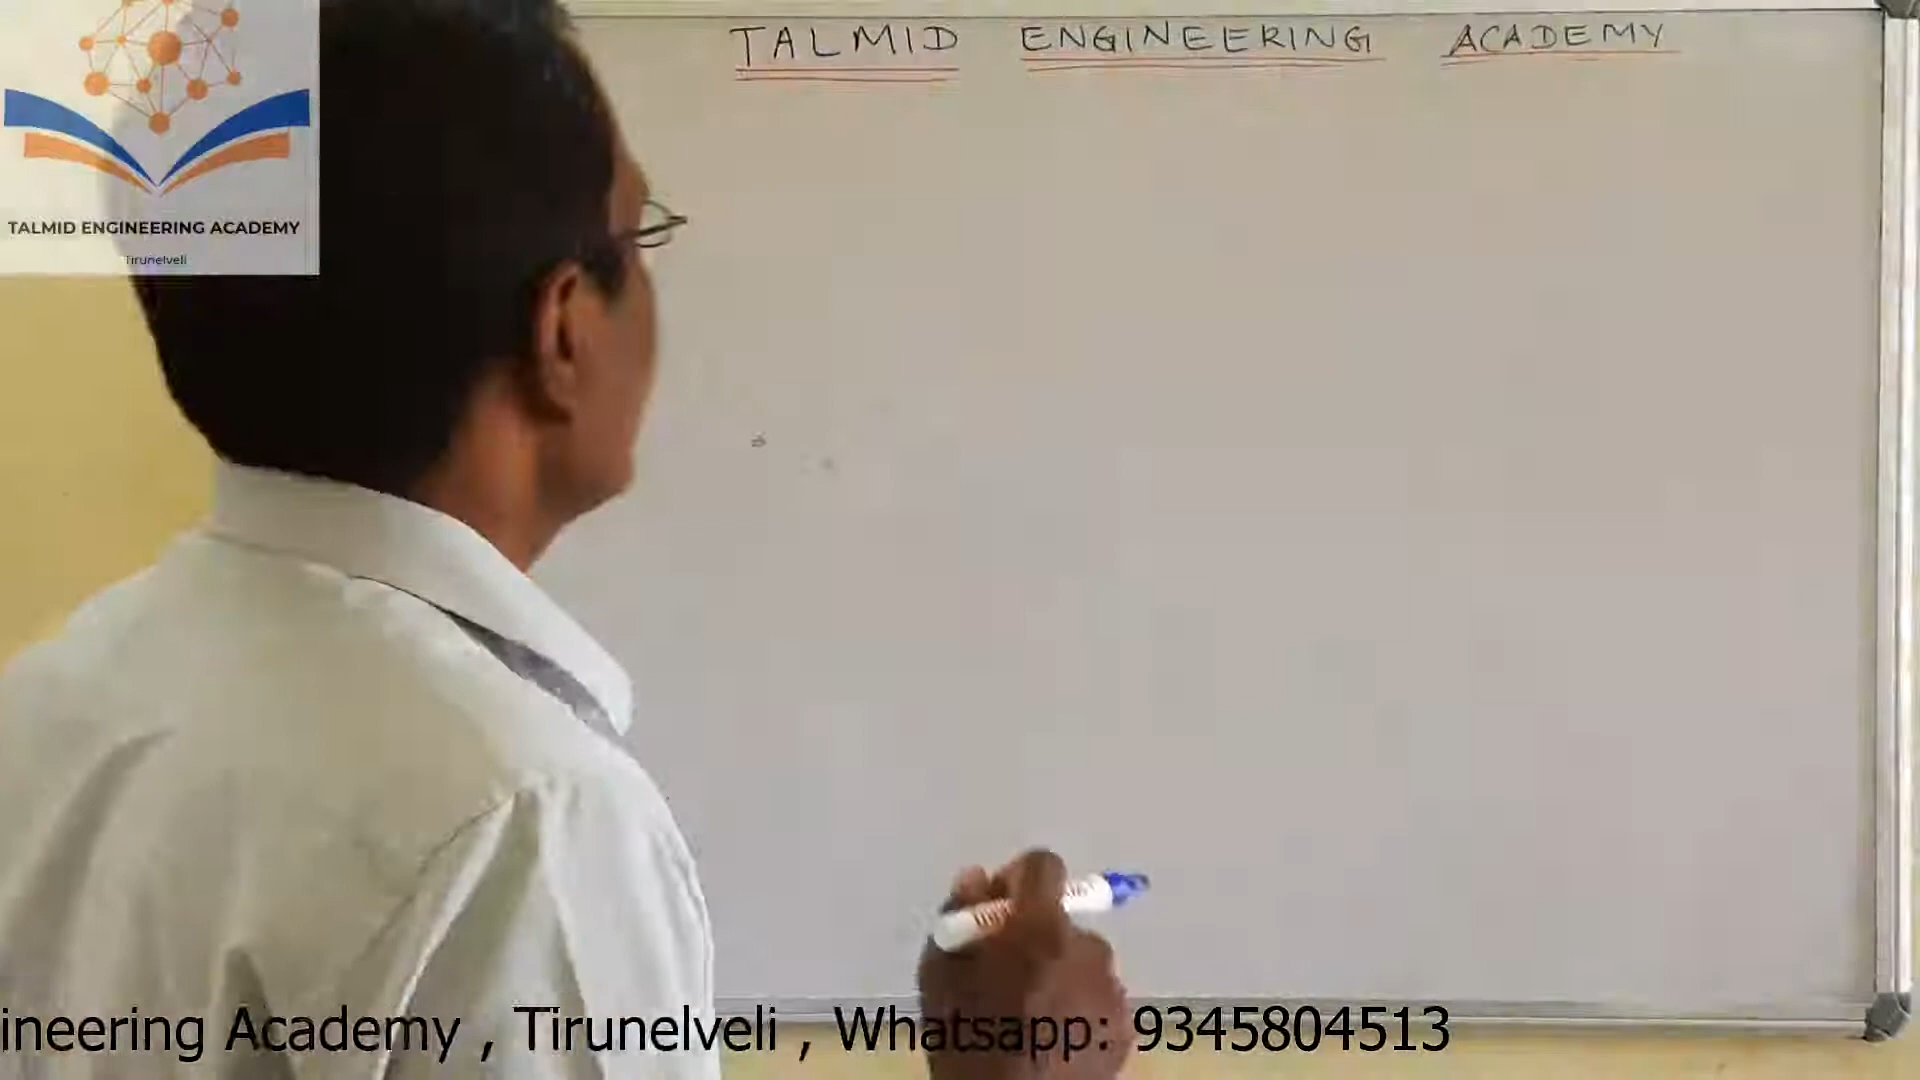 TALMID ENGINEERING ACADEMY
TALMID ENGINEERING ACADEMY
Tirunelveli
ineering Academy , Tirunelveli , Whatsapp: 9345804513